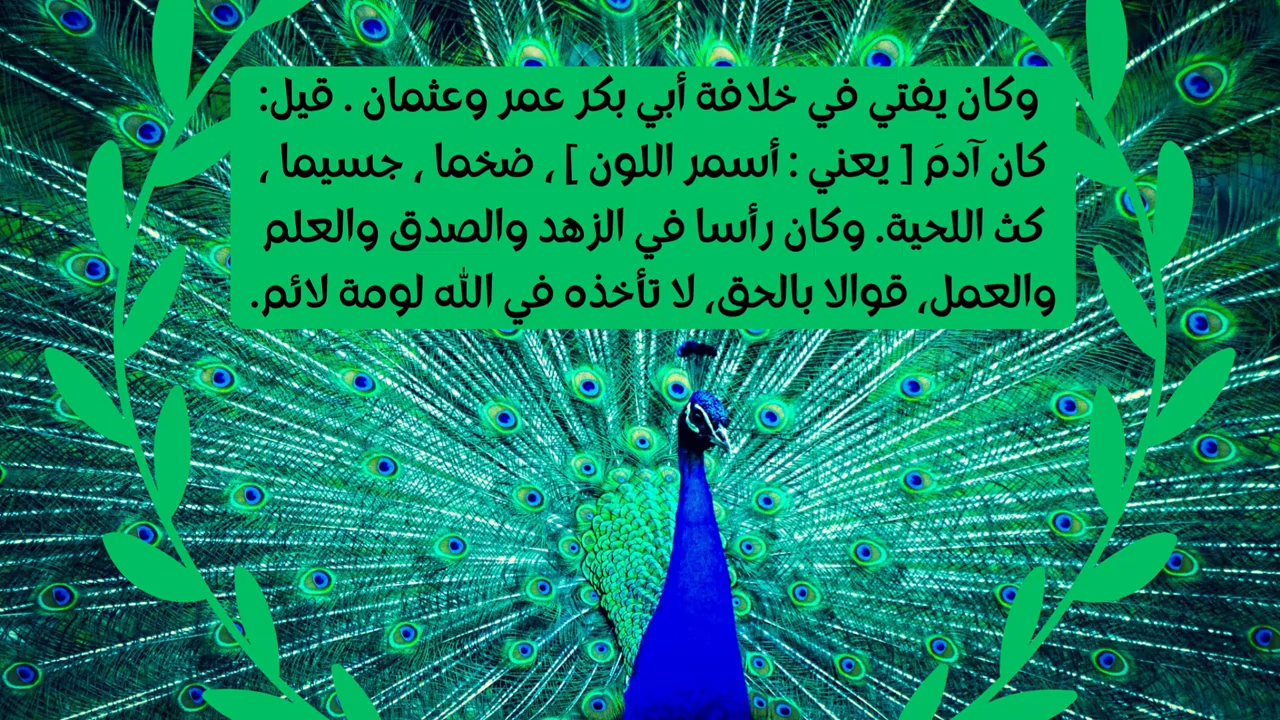 وكان يفتي في خلافة أبي بكر عمر وعثمان . قيل:
كان آدمَ [ يعني : أسمر اللون ] ، ضخما ، جسيما ،
كث اللحية. وكان رأسا في الزهد والصدق والعلم
والعمل، قوالا بالحق، لا تأخذه في الله لومة لائم.